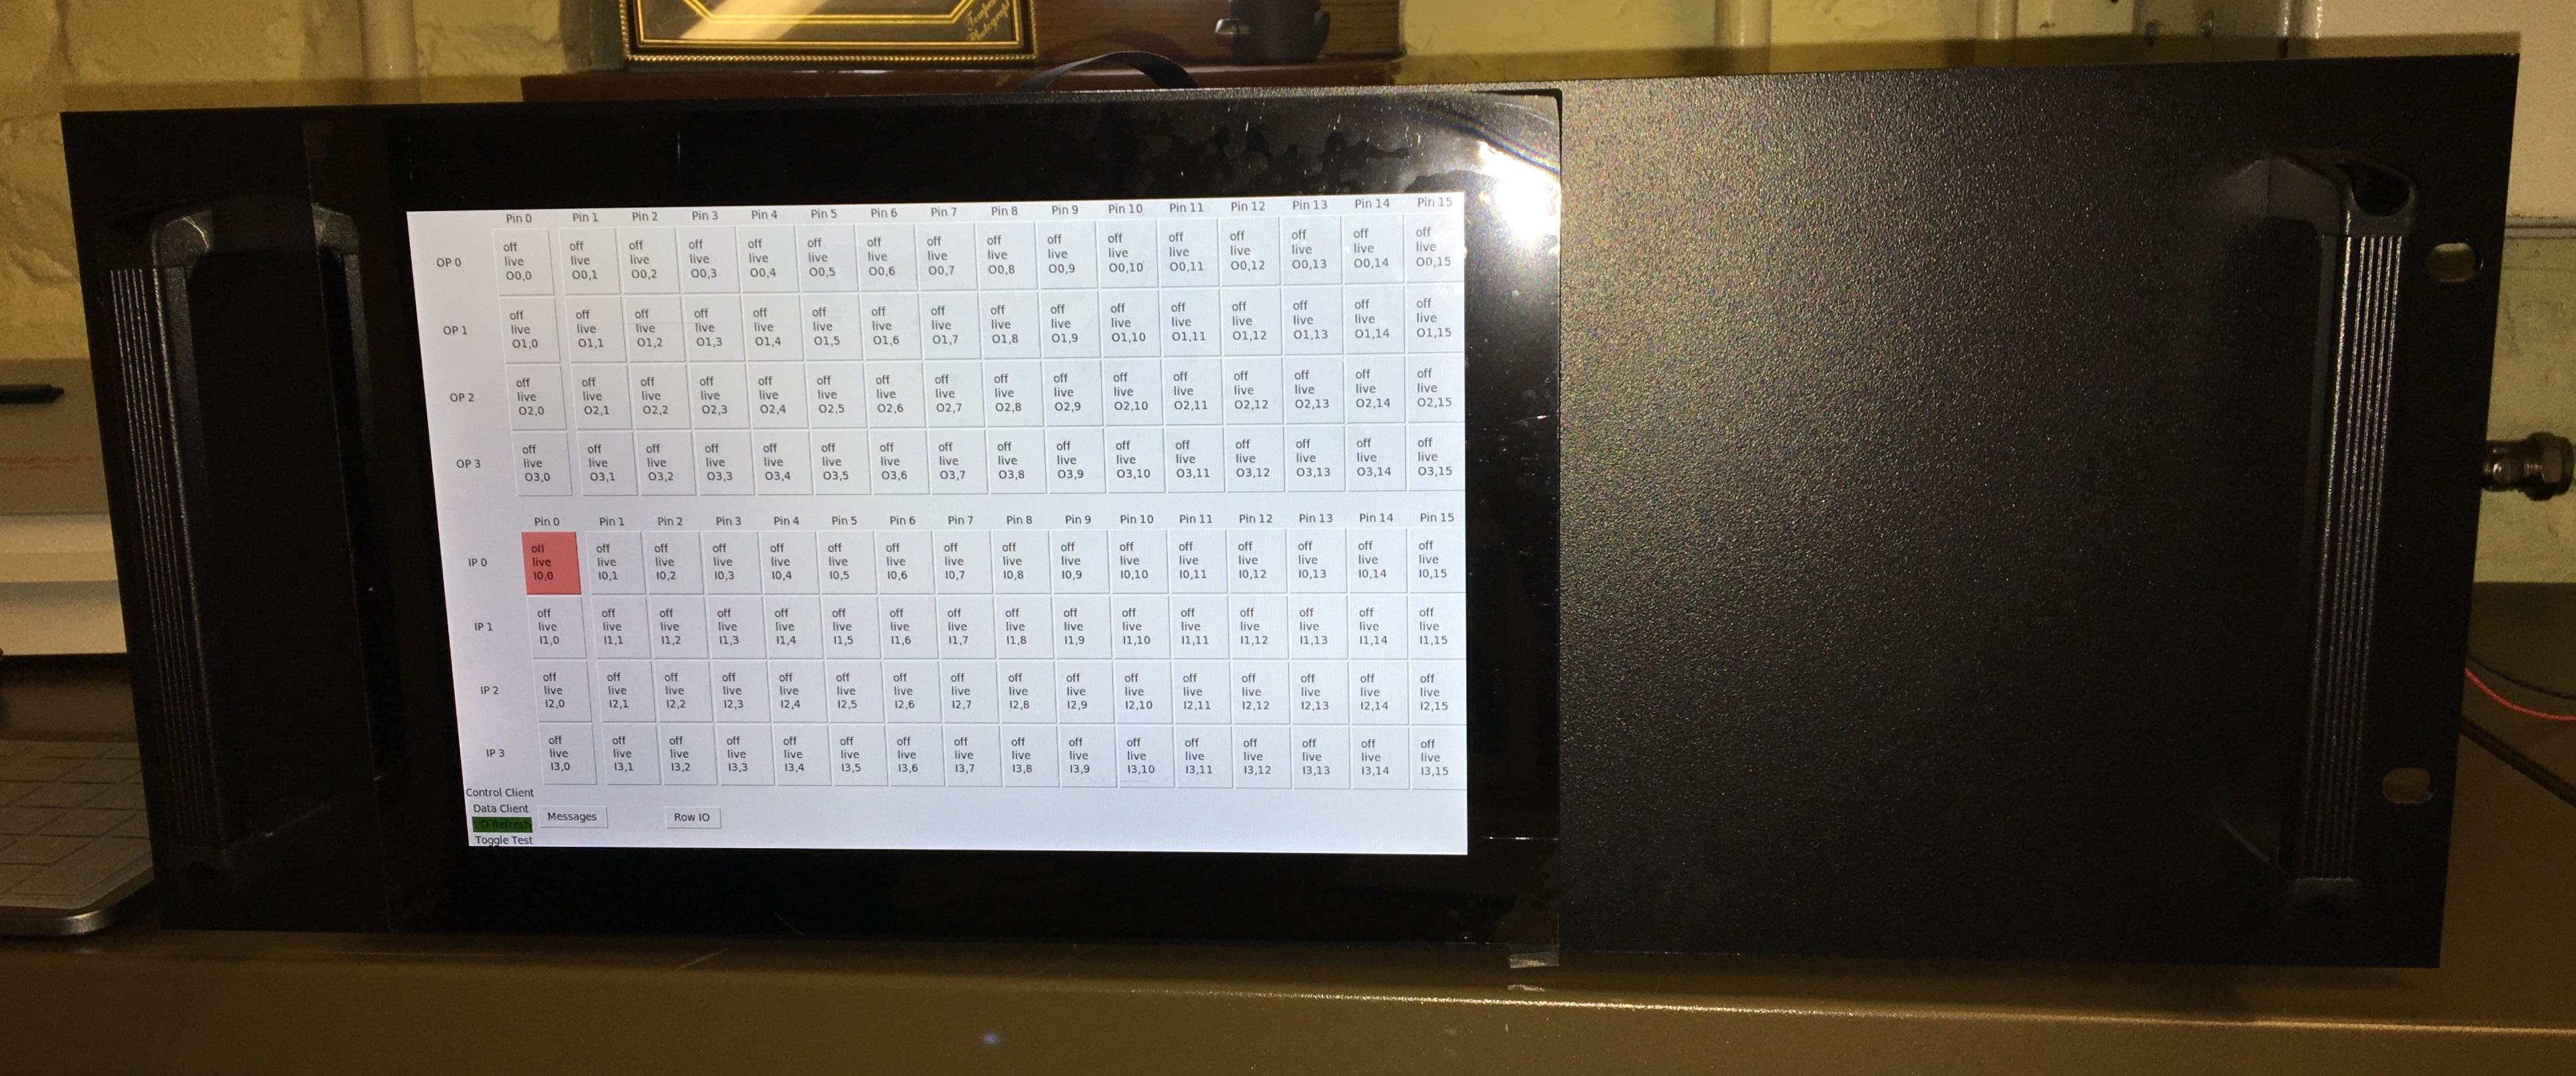 Temporal
Photograph
Pin 0 Pin 1 Pin 2 Pin 3 Pin 4 Pin 5 Pin 6 Pin 7 Pin 8 Pin 9 Pin 10 Pin 11 Pin 12 Pin 13 Pin 14 Pin 15
off off off off off off off off off off off off off off off off
OP 0 live live live live live live live live live live live live live live live live
O0,0 O0,1 O0,2 O0,3 O0,4 O0,5 O0,6 O0,7 O0,8 O0,9 O0,10 O0,11 O0,12 O0,13 O0,14 O0,15
off off off off off off off off off off off off off off off off
OP 1 live live live live live live live live live live live live live live live live
O1,0 O1,1 O1,2 O1,3 O1,4 O1,5 O1,6 O1,7 O1,8 O1,9 O1,10 O1,11 O1,12 O1,13 O1,14 O1,15
off off off off off off off off off off off off off off off off
OP 2 live live live live live live live live live live live live live live live live
O2,0 O2,1 O2,2 O2,3 O2,4 O2,5 O2,6 O2,7 O2,8 O2,9 O2,10 O2,11 O2,12 O2,13 O2,14 O2,15
off off off off off off off off off off off off off off off off
OP 3 live live live live live live live live live live live live live live live live
O3,0 O3,1 O3,2 O3,3 O3,4 O3,5 O3,6 O3,7 O3,8 O3,9 O3,10 O3,11 O3,12 O3,13 O3,14 O3,15
Pin 0 Pin 1 Pin 2 Pin 3 Pin 4 Pin 5 Pin 6 Pin 7 Pin 8 Pin 9 Pin 10 Pin 11 Pin 12 Pin 13 Pin 14 Pin 15
off off off off off off off off off off off off off off off off
IP 0 live live live live live live live live live live live live live live live live
I0,0 I0,1 I0,2 I0,3 I0,4 I0,5 I0,6 I0,7 I0,8 I0,9 I0,10 I0,11 I0,12 I0,13 I0,14 I0,15
off off off off off off off off off off off off off off off off
IP 1 live live live live live live live live live live live live live live live live
I1,0 I1,1 I1,2 I1,3 I1,4 I1,5 I1,6 I1,7 I1,8 I1,9 I1,10 I1,11 I1,12 I1,13 I1,14 I1,15
off off off off off off off off off off off off off off off off
IP 2 live live live live live live live live live live live live live live live live
I2,0 I2,1 I2,2 I2,3 I2,4 I2,5 I2,6 I2,7 I2,8 I2,9 I2,10 I2,11 I2,12 I2,13 I2,14 I2,15
off off off off off off off off off off off off off off off off
IP 3 live live live live live live live live live live live live live live live live
I3,0 I3,1 I3,2 I3,3 I3,4 I3,5 I3,6 I3,7 I3,8 I3,9 I3,10 I3,11 I3,12 I3,13 I3,14 I3,15
Control Client
Data Client
I/O Refresh
Toggle Test
Messages Row IO